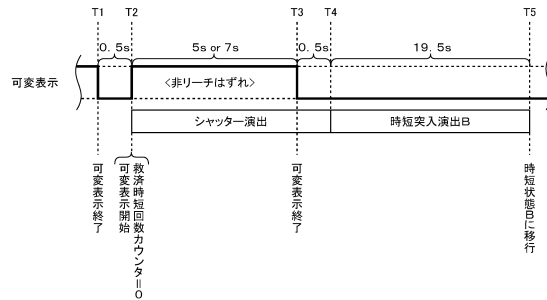 T1
T2
T3
T4
T5
0.5s
5s or 7s
0.5s
19.5s
可変表示
<非リーチはずれ>
シャッター演出
時短突入演出B
可変表示終了
可変表示開始
救済時短回数カウンタ=0
可変表示終了
時短状態Bに移行